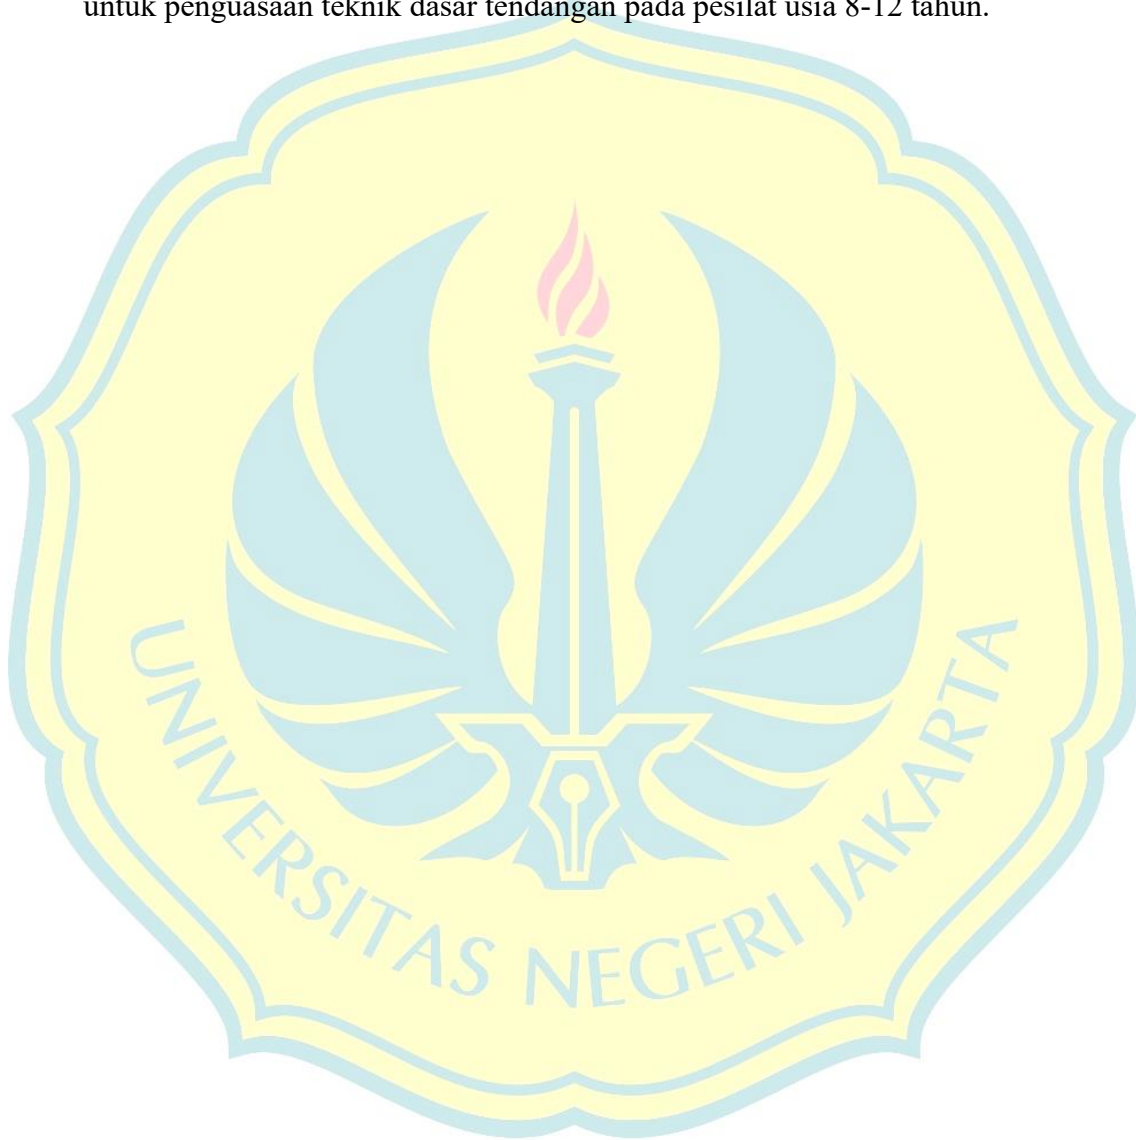 untuk penguasaan teknik dasar tendangan pada pesilat usia 8-12 tahun.
UNIVERSITAS NEGERI JAKARTA